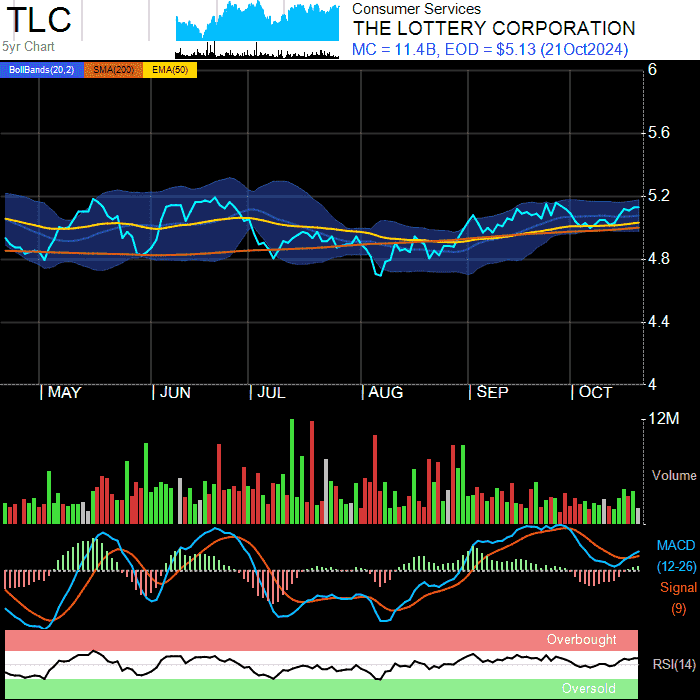 TLC
5yr Chart
Consumer Services
THE LOTTERY CORPORATION
MC = 11.4B, EOD = $5.13 (21Oct2024)
BollBands(20,2) SMA(200) EMA(50)
6
5.6
5.2
4.8
4.4
4
MAY JUN JUL AUG SEP OCT
12M
Volume
MACD
(12-26)
Signal
(9)
Overbought
RSI(14)
Oversold